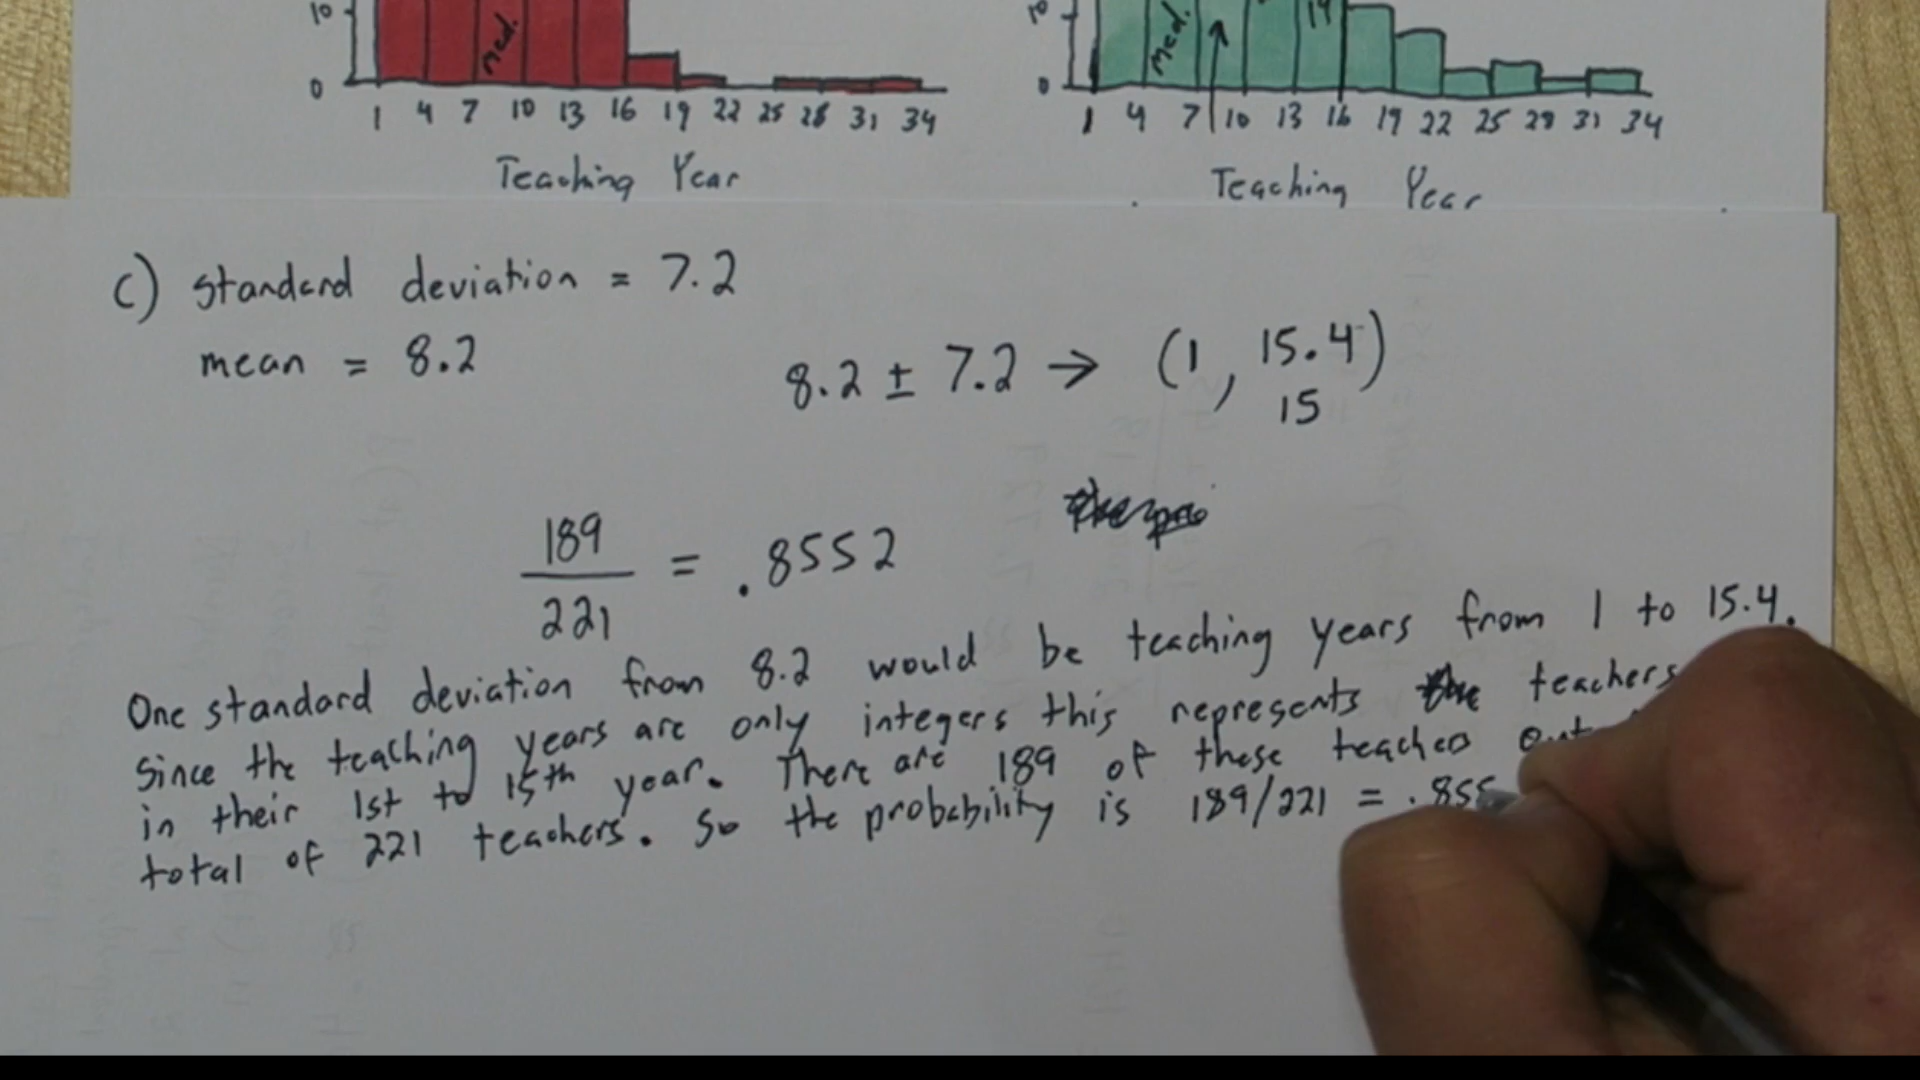 10
med.
0
1 4 7 10 13 16 19 22 25 28 31 34
Teaching Year
10
med.
14
0
1 4 7 10 13 16 19 22 25 28 31 34
Teaching Year
c) standard deviation = 7.2
mean = 8.2
8.2 ± 7.2 → (1, 15.4)
15
189
221
= .8552
One standard deviation from 8.2 would be teaching years from 1 to 15.4.
Since the teaching years are only integers this represents teachers
in their 1st to 15th year. There are 189 of these teaches out
total of 221 teachers. So the probability is 189/221 = .855